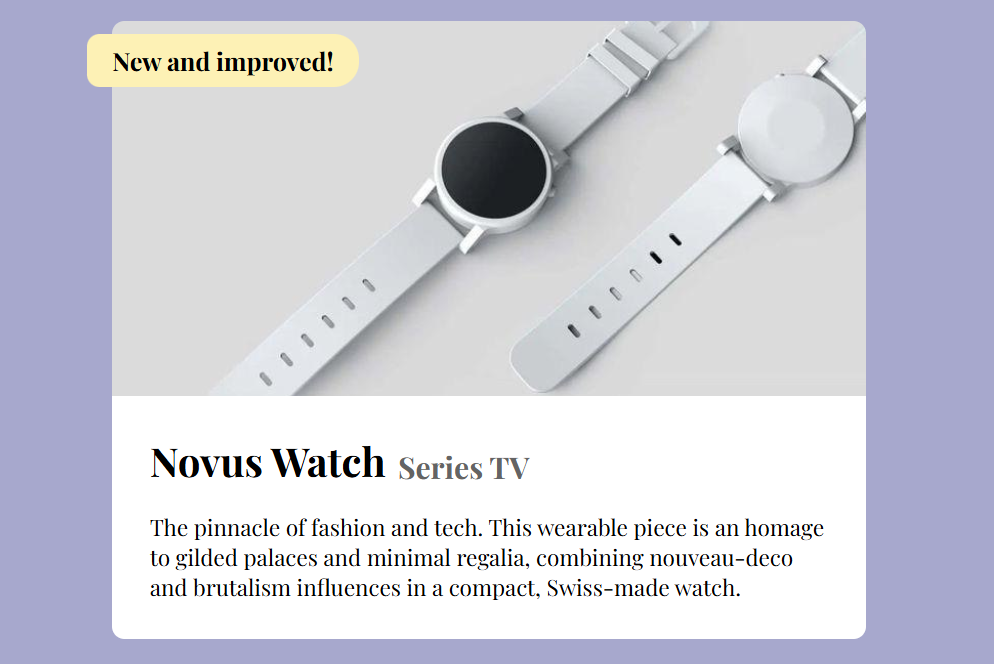 New and improved!
Novus Watch Series TV
The pinnacle of fashion and tech. This wearable piece is an homage
to gilded palaces and minimal regalia, combining nouveau-deco
and brutalism influences in a compact, Swiss-made watch.